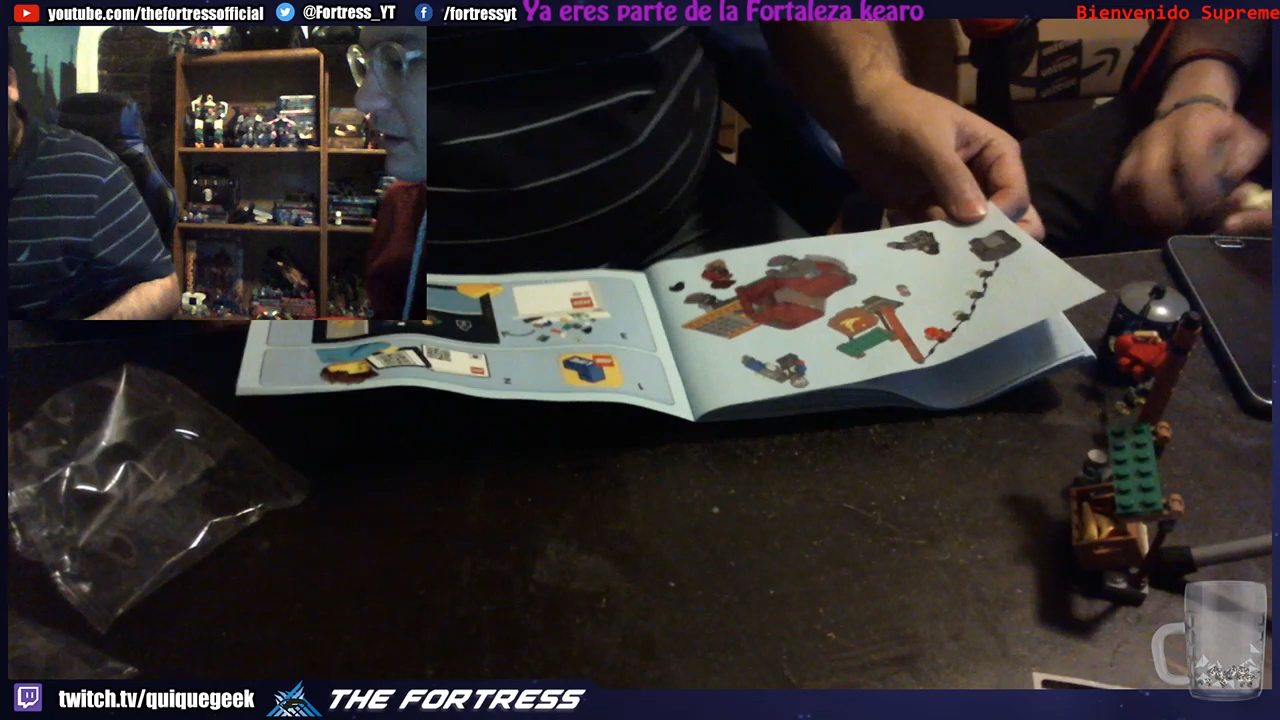 youtube.com/thefortressofficial
@Fortress_YT
/fortressyt
Ya eres parte de la Fortaleza kearo
Bienvenido Supreme
twitch.tv/quiquegeek
THE FORTRESS